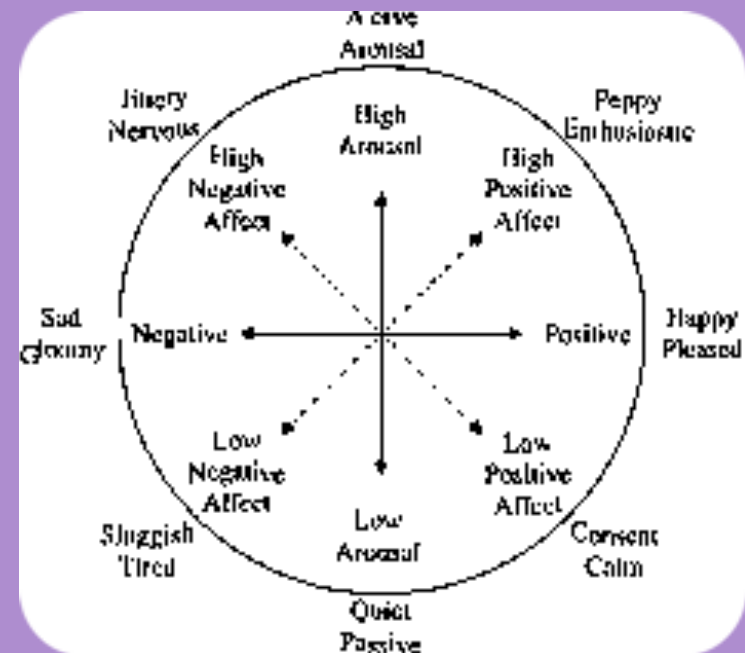 Active
Arousal
Jittery
Nervous
High
Arousal
Peppy
Enthusiastic
High
Negative
Affect
High
Positive
Affect
Sad
Gloomy
Negative
Positive
Happy
Pleased
Low
Negative
Affect
Low
Positive
Affect
Sluggish
Tired
Low
Arousal
Content
Calm
Quiet
Passive